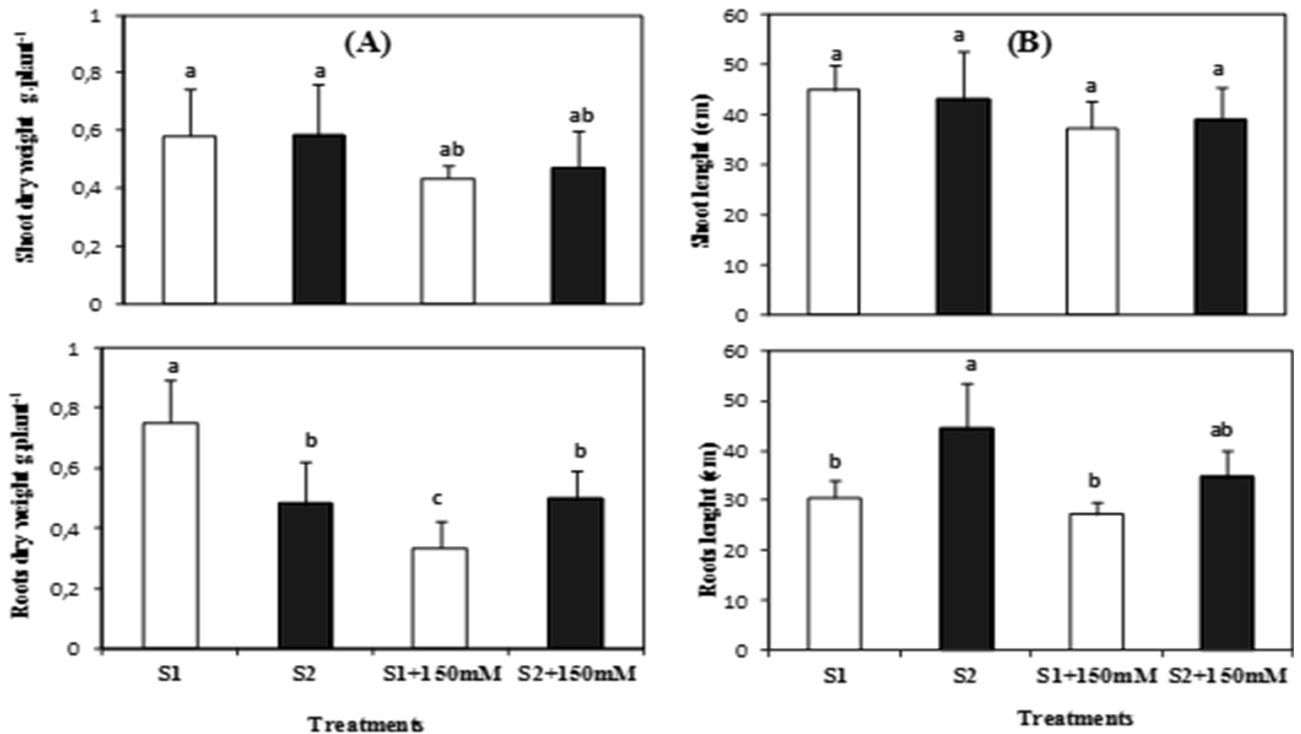 (A)
Shoot dry weight g.plant⁻¹
1
0,8
0,6
0,4
0,2
0
a
a
ab
ab
(B)
Shoot lenght (cm)
60
50
40
30
20
10
0
a
a
a
a
Roots dry weight g.plant⁻¹
1
0,8
0,6
0,4
0,2
0
a
b
c
b
S1
S2
S1+150mM
S2+150mM
Treatments
Roots lenght (cm)
60
50
40
30
20
10
0
b
a
b
ab
S1
S2
S1+150mM
S2+150mM
Treatments